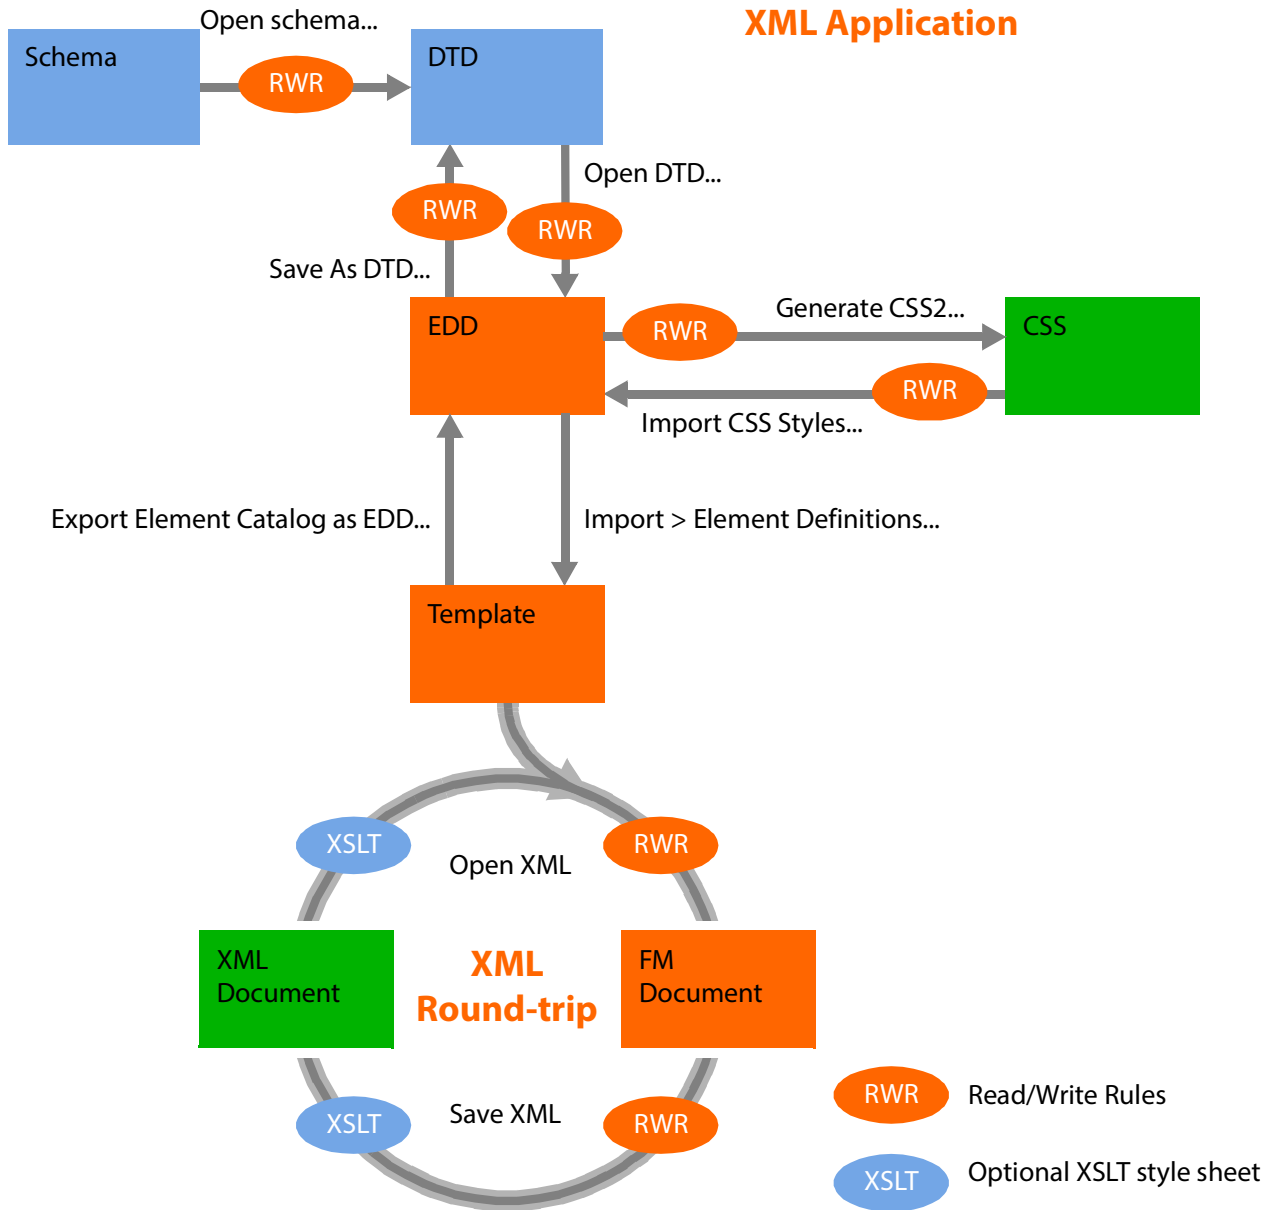 Open schema...
XML Application
Schema
RWR
DTD
Open DTD...
RWR
RWR
Save As DTD...
EDD
RWR
Generate CSS2...
CSS
RWR
Import CSS Styles...
Export Element Catalog as EDD...
Import > Element Definitions...
Template
XSLT
Open XML
RWR
XML
Document
XML
Round-trip
FM
Document
XSLT
Save XML
RWR
RWR
Read/Write Rules
XSLT
Optional XSLT style sheet